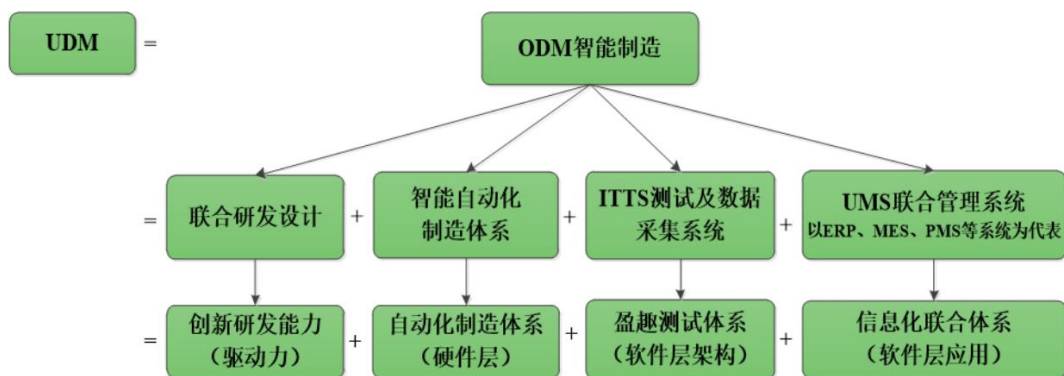 UDM
=
ODM智能制造
=
联合研发设计
+
智能自动化
制造体系
+
ITTS测试及数据
采集系统
+
UMS联合管理系统
以ERP、MES、PMS等系统为代表
=
创新研发能力
（驱动力）
+
自动化制造体系
（硬件层）
+
盈趣测试体系
（软件层架构）
+
信息化联合体系
（软件层应用）